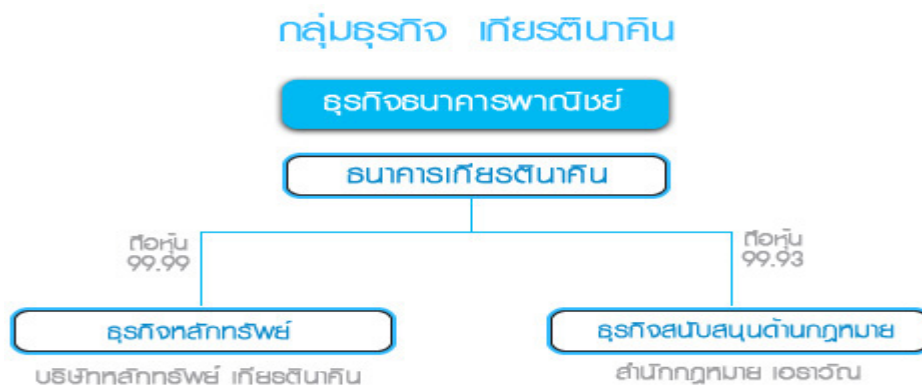 กลุ่มธุรกิจ เกียรตินาคิน
ธุรกิจธนาคารพาณิชย์
ธนาคารเกียรตินาคิน
ถือหุ้น
99.99
ถือหุ้น
99.93
ธุรกิจหลักทรัพย์
ธุรกิจสนับสนุนด้านกฎหมาย
บริษัทหลักทรัพย์ เกียรตินาคิน
สำนักกฎหมาย เอราวัณ